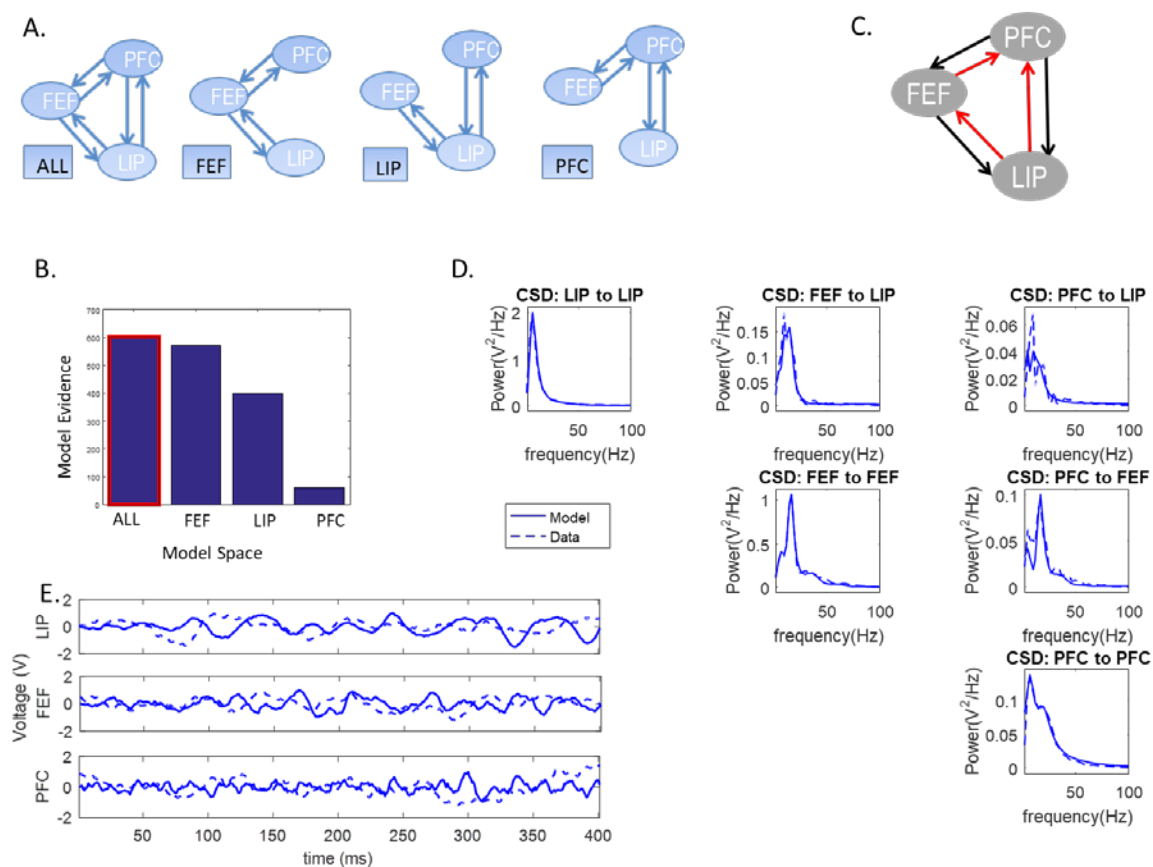 A.
PFC
FEF
LIP
ALL
PFC
FEF
LIP
FEF
PFC
FEF
LIP
LIP
PFC
FEF
LIP
PFC
C.
PFC
FEF
LIP
B.
700
600
500
400
300
200
100
0
Model Evidence
ALL FEF LIP PFC
Model Space
D.
CSD: LIP to LIP
Power(V²/Hz)
2
1
0
50 100
frequency(Hz)
CSD: FEF to LIP
Power(V²/Hz)
0.15
0.1
0.05
0
50 100
frequency(Hz)
CSD: PFC to LIP
Power(V²/Hz)
0.06
0.04
0.02
0
50 100
frequency(Hz)
Model
Data
CSD: FEF to FEF
Power(V²/Hz)
1
0.5
0
50 100
frequency(Hz)
CSD: PFC to FEF
Power(V²/Hz)
0.1
0.05
0
50 100
frequency(Hz)
CSD: PFC to PFC
Power(V²/Hz)
0.1
0.05
0
50 100
frequency(Hz)
E.
Voltage (V)
LIP
2
0
-2
FEF
2
0
-2
PFC
2
0
-2
50 100 150 200 250 300 350 400
time (ms)